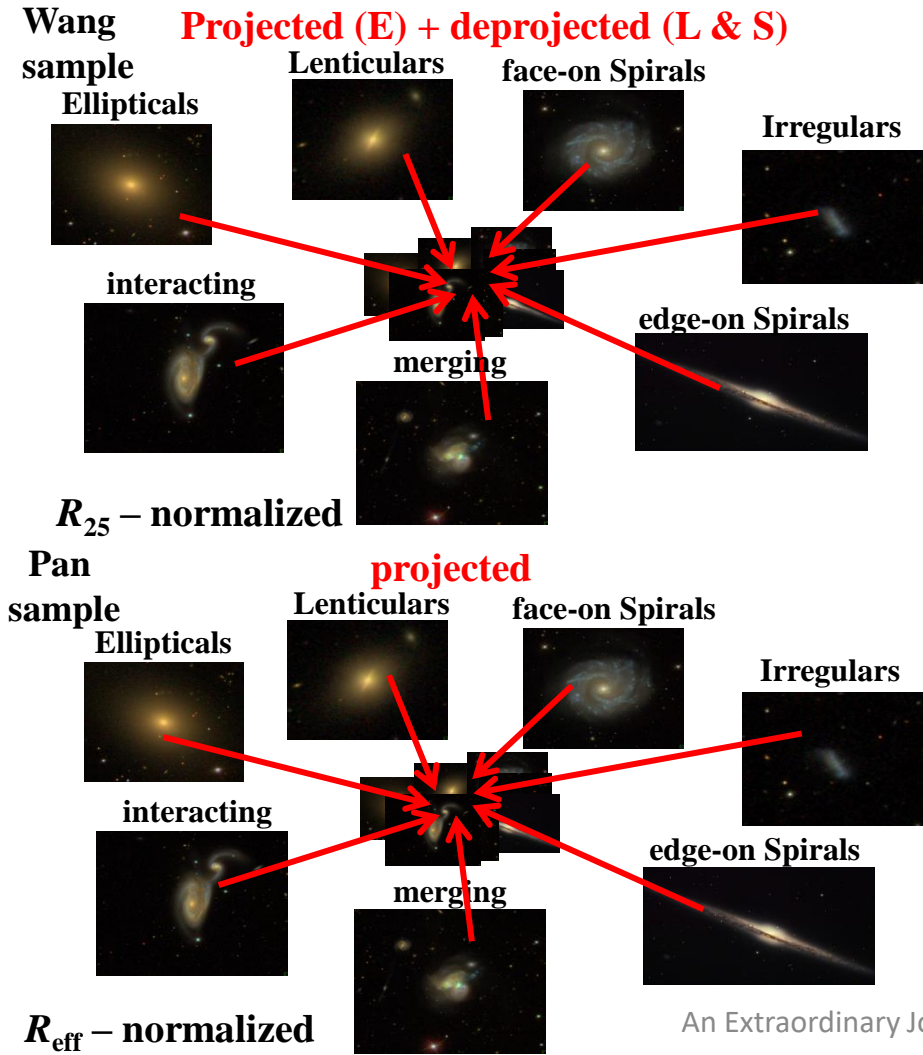 Wang
sample
Projected (E) + deprojected (L & S)
Ellipticals
Lenticulars
face-on Spirals
Irregulars
interacting
merging
edge-on Spirals
R25 – normalized
Pan
sample
projected
Ellipticals
Lenticulars
face-on Spirals
Irregulars
interacting
merging
edge-on Spirals
Reff – normalized
An Extraordinary